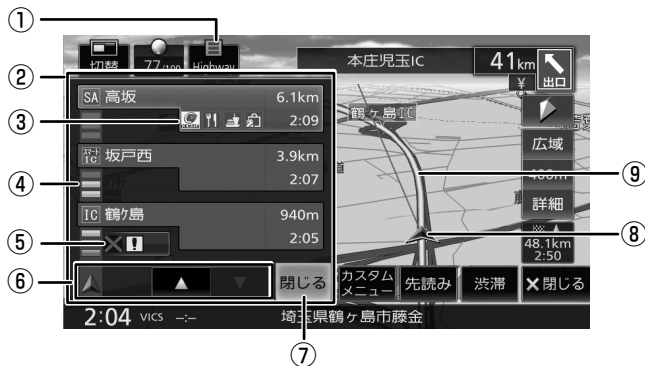 ①
切替 77/100 Highway 本庄児玉IC 41km 出口
②
¥
SA 高坂 6.1km
鶴ヶ島IC
③ 2:09
広域
スマート IC 坂戸西 3.9km
⑨
④ 2:07
400m
詳細
IC 鶴ヶ島 940m
⑧
⑤ 2:05
48.1km
2:50
⑥ 閉じる カスタムメニュー 先読み 渋滞 ×閉じる
2:04 VICS --:-- 埼玉県鶴ヶ島市藤金
⑦